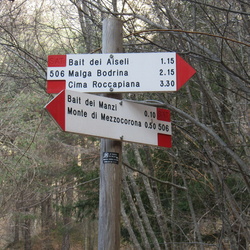 Bait dei Aiseli 1.15
506 Malga Bodrina 2.15
Cima Roccapiana 3.30
Bait dei Manzi 0.10
Monte di Mezzocorona 0.50
506